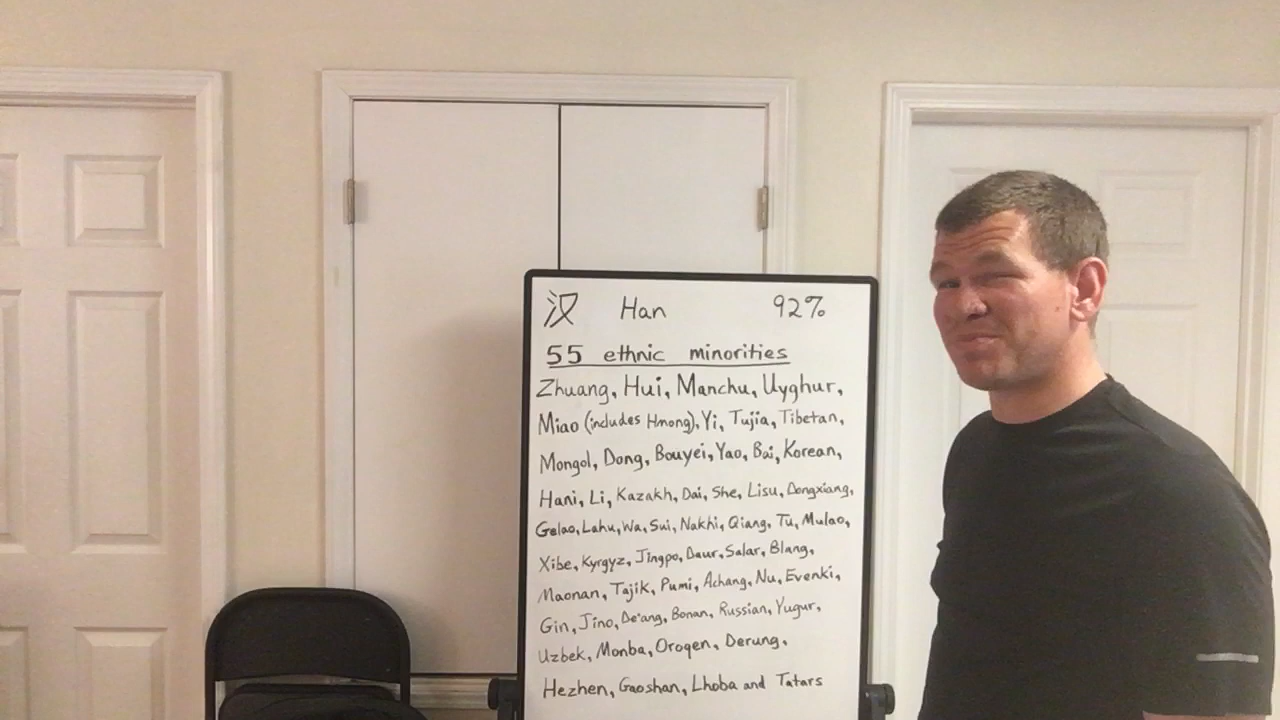 汉 Han 92%
55 ethnic minorities
Zhuang, Hui, Manchu, Uyghur,
Miao (includes Hmong), Yi, Tujia, Tibetan,
Mongol, Dong, Bouyei, Yao, Bai, Korean,
Hani, Li, Kazakh, Dai, She, Lisu, Dongxiang,
Gelao, Lahu, Wa, Sui, Nakhi, Qiang, Tu, Mulao,
Xibe, Kyrgyz, Jingpo, Daur, Salar, Blang,
Maonan, Tajik, Pumi, Achang, Nu, Evenki,
Gin, Jino, De'ang, Bonan, Russian, Yugur,
Uzbek, Monba, Oroqen, Derung,
Hezhen, Gaoshan, Lhoba and Tatars